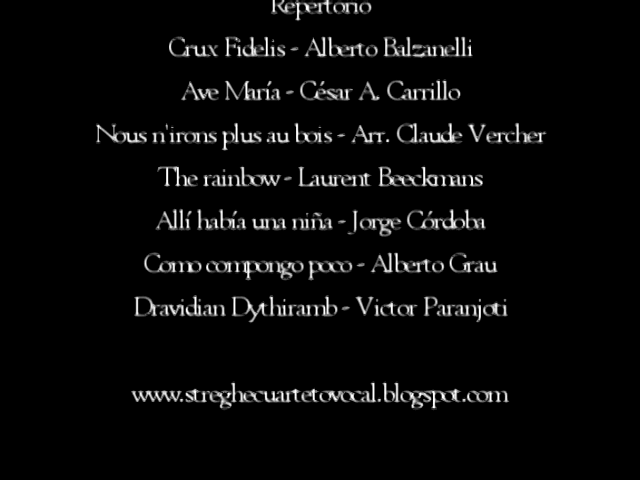 Repertorio
Crux Fidelis - Alberto Balzanelli
Ave María - César A. Carrillo
Nous n'irons plus au bois - Arr. Claude Vercher
The rainbow - Laurent Beeckmans
Allí había una niña - Jorge Córdoba
Como compongo poco - Alberto Grau
Dravidian Dythiramb - Victor Paranjoti
www.streghecuartetovocal.blogspot.com